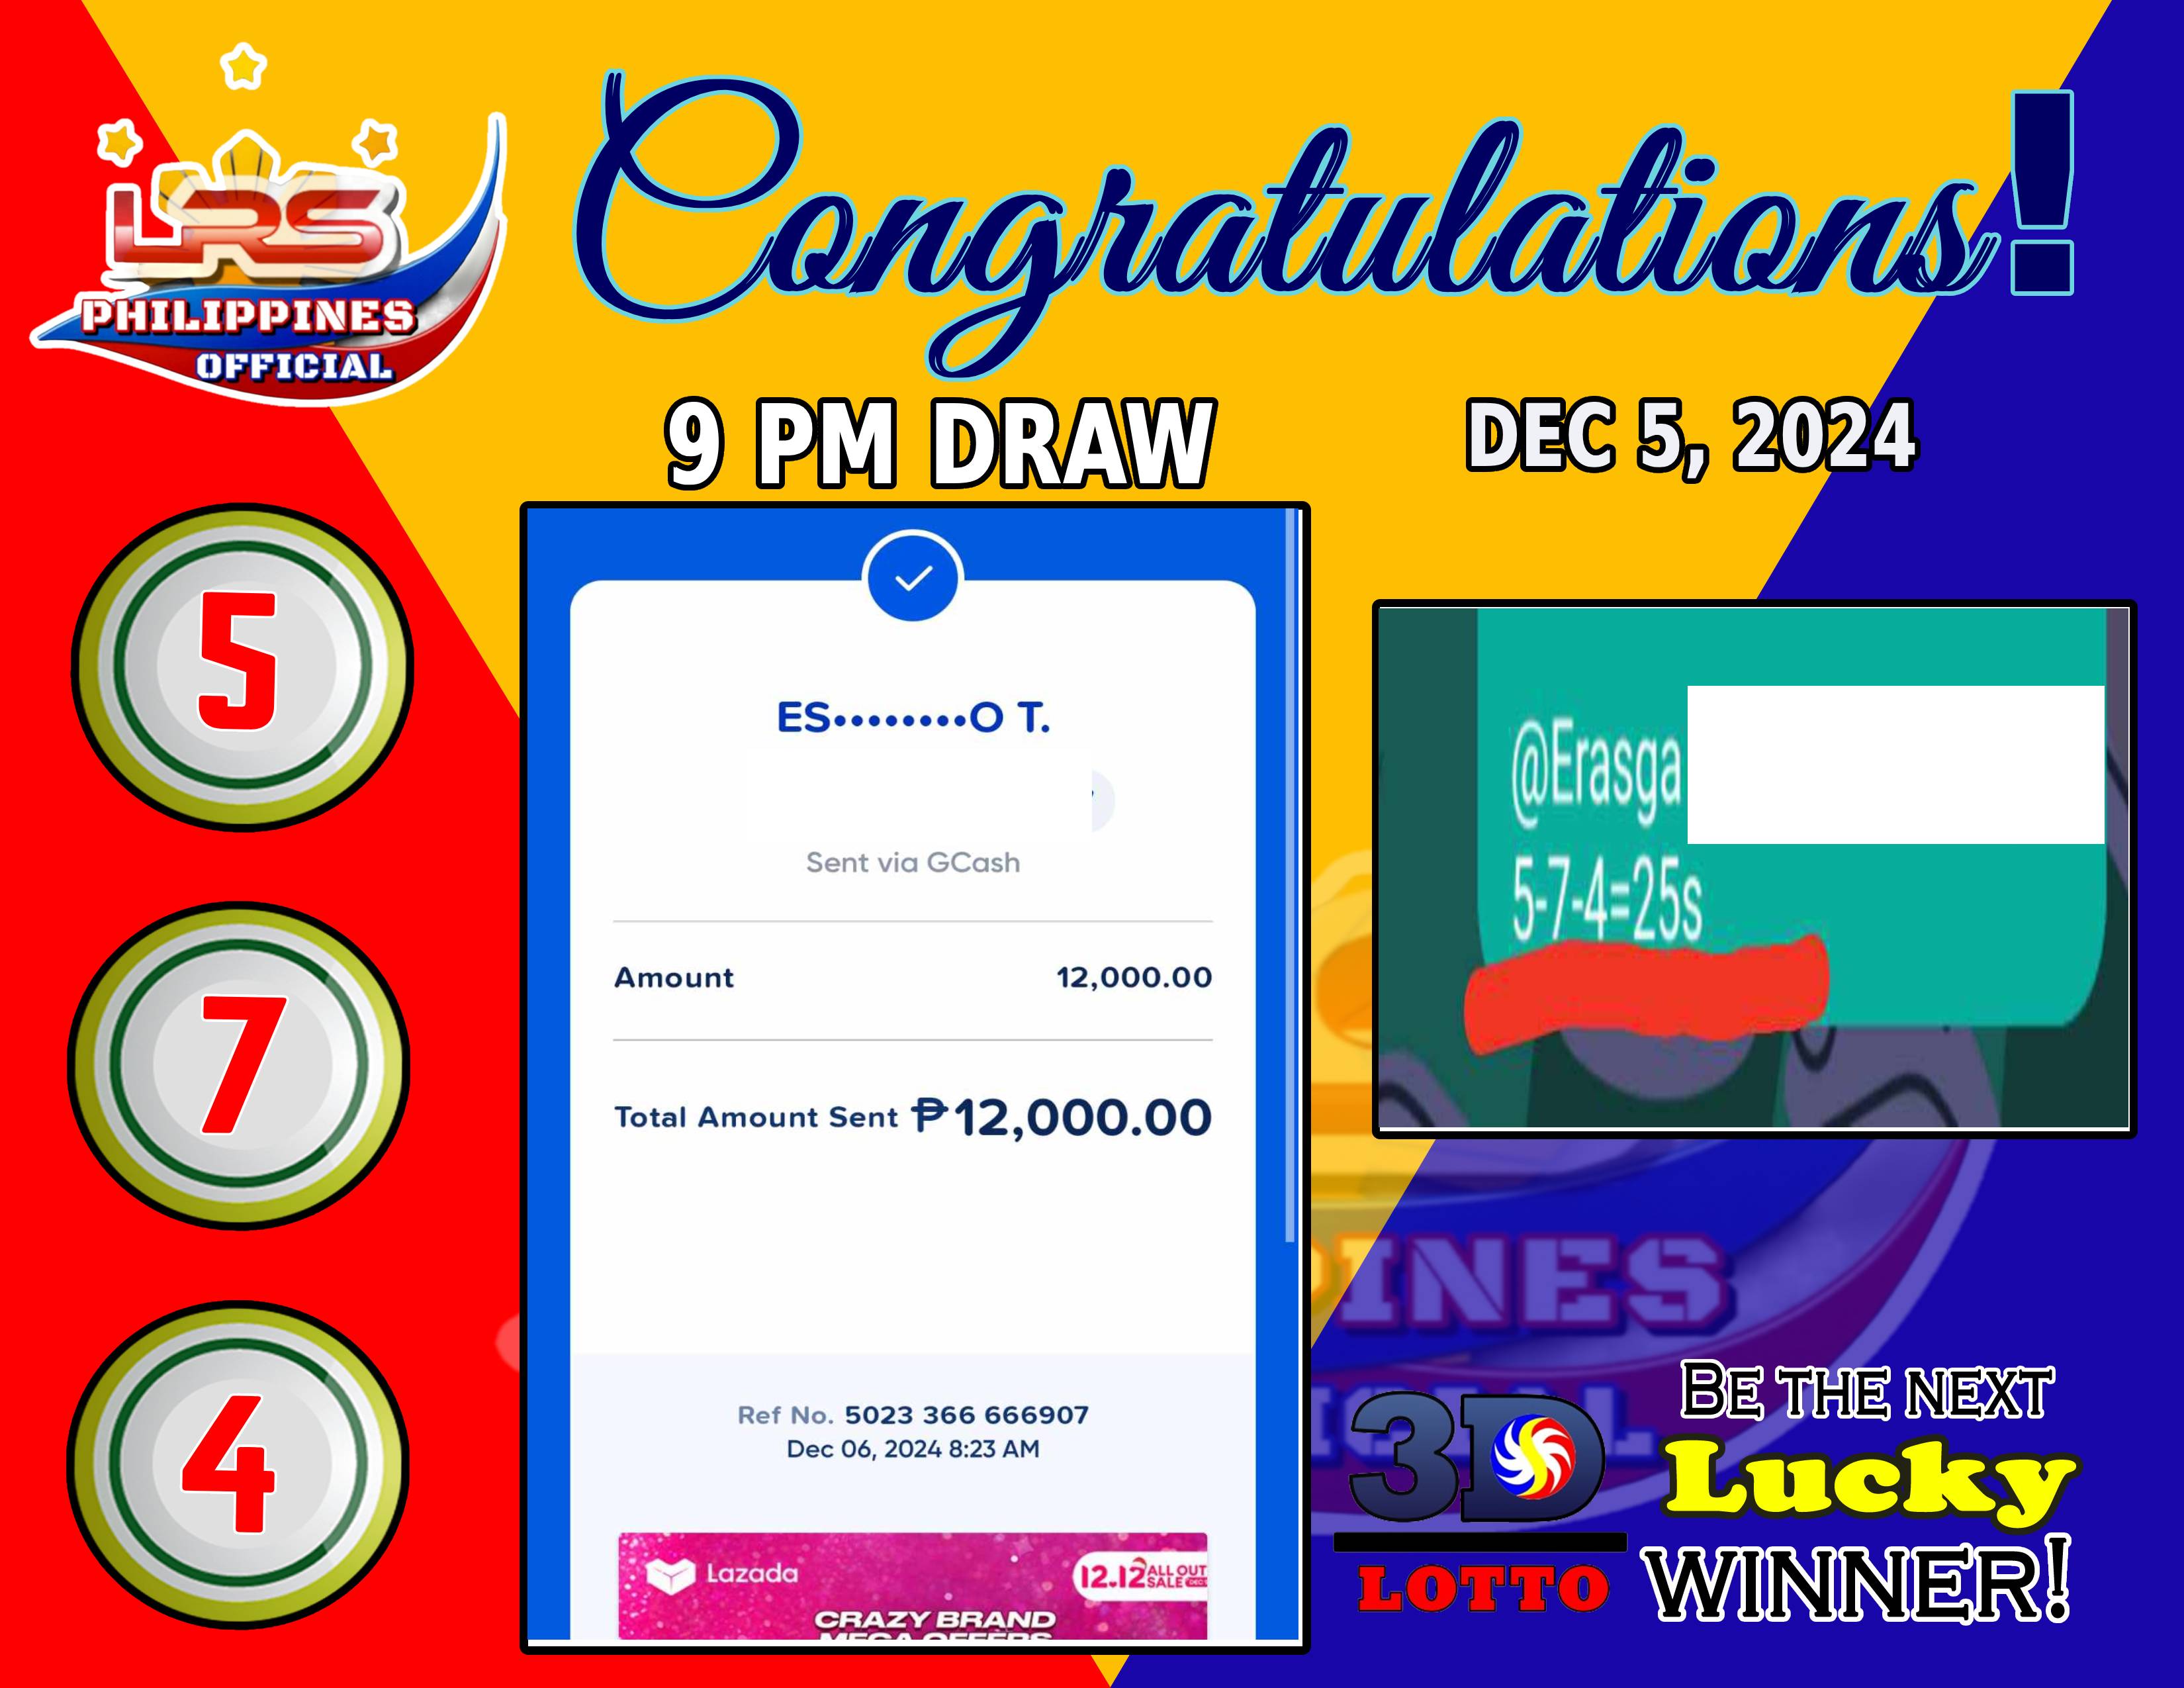 LRS
PHILIPPINES
OFFICIAL
Congratulations!
9 PM DRAW
DEC 5, 2024
5
7
4
ES••••••••O T.
Sent via GCash
Amount 12,000.00
Total Amount Sent ₱12,000.00
Ref No. 5023 366 666907
Dec 06, 2024 8:23 AM
Lazada
12.12 ALL OUT
SALE
CRAZY BRAND
MEGA OFFERS
@Erasga
5-7-4=25s
PINES
3D
LOTTO
BE THE NEXT
Lucky
WINNER!